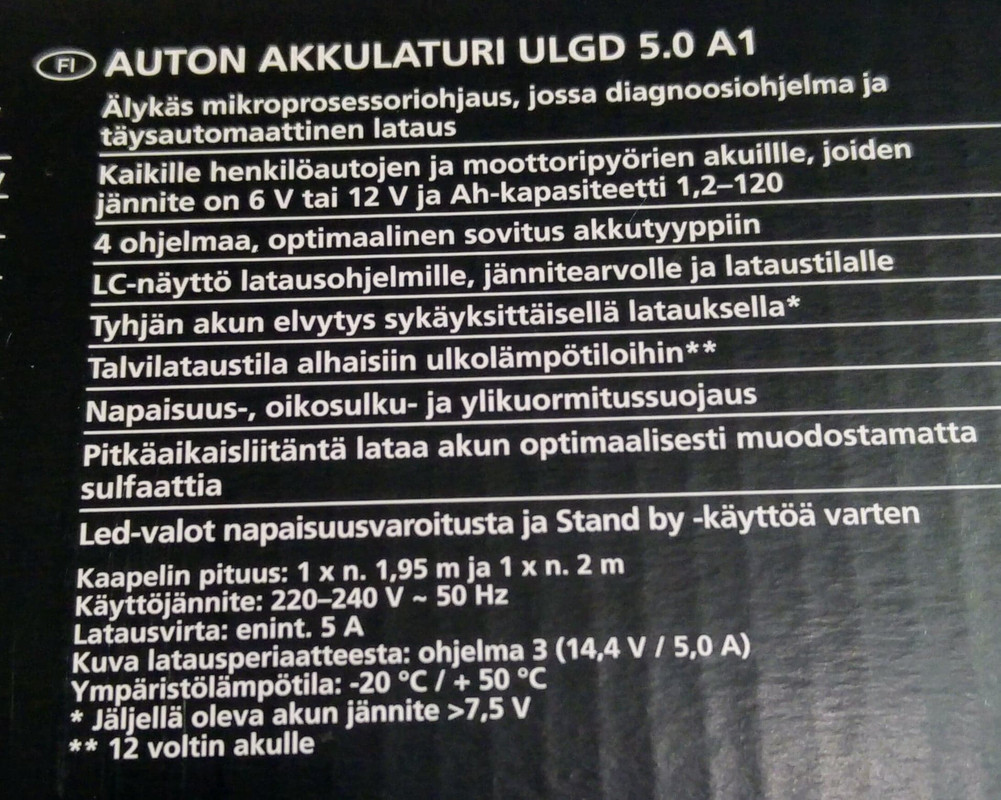 FI AUTON AKKULATURI ULGD 5.0 A1
Älykäs mikroprosessoriohjaus, jossa diagnoosiohjelma ja
täysautomaattinen lataus
Kaikille henkilöautojen ja moottoripyörien akuillle, joiden
jännite on 6 V tai 12 V ja Ah-kapasiteetti 1,2–120
4 ohjelmaa, optimaalinen sovitus akkutyyppiin
LC-näyttö latausohjelmille, jännitearvolle ja lataustilalle
Tyhjän akun elvytys sykäyksittäisellä latauksella*
Talvilataustila alhaisiin ulkolämpötiloihin**
Napaisuus-, oikosulku- ja ylikuormitussuojaus
Pitkäaikaisliitäntä lataa akun optimaalisesti muodostamatta
sulfaattia
Led-valot napaisuusvaroitusta ja Stand by -käyttöä varten
Kaapelin pituus: 1 x n. 1,95 m ja 1 x n. 2 m
Käyttöjännite: 220–240 V ~ 50 Hz
Latausvirta: enint. 5 A
Kuva latausperiaatteesta: ohjelma 3 (14,4 V / 5,0 A)
Ympäristölämpötila: -20 °C / + 50 °C
* Jäljellä oleva akun jännite >7,5 V
** 12 voltin akulle